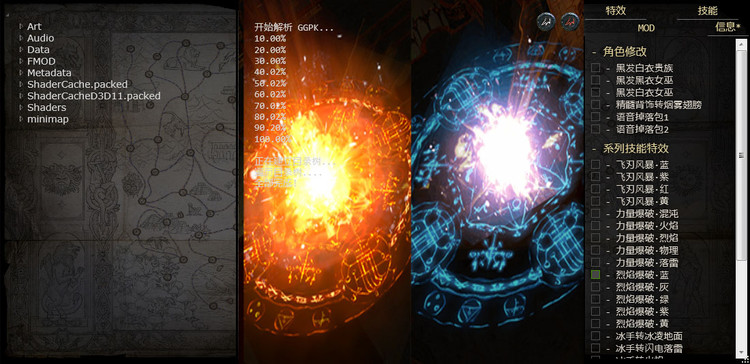 Art
Audio
Data
FMOD
Metadata
ShaderCache.packed
ShaderCacheD3D11.packed
Shaders
minimap
开始解析 GGPK...
10.00%
20.00%
30.00%
40.02%
50.02%
60.02%
70.02%
80.02%
90.20%
100.00%
特效
技能
MOD
信息*
- 角色修改
- 黑发白衣贵族
- 黑发黑衣女巫
- 黑发白衣女巫
- 精髓背饰转烟雾翅膀
- 语音掉落包1
- 语音掉落包2
- 系列技能特效
- 飞刃风暴·蓝
- 飞刃风暴·紫
- 飞刃风暴·红
- 飞刃风暴·黄
- 力量爆破·混沌
- 力量爆破·火焰
- 力量爆破·烈焰
- 力量爆破·物理
- 力量爆破·落雷
- 烈焰爆破·蓝
- 烈焰爆破·灰
- 烈焰爆破·绿
- 烈焰爆破·紫
- 烈焰爆破·黄
- 冰手转冰凌地面
- 冰手转闪电落雷